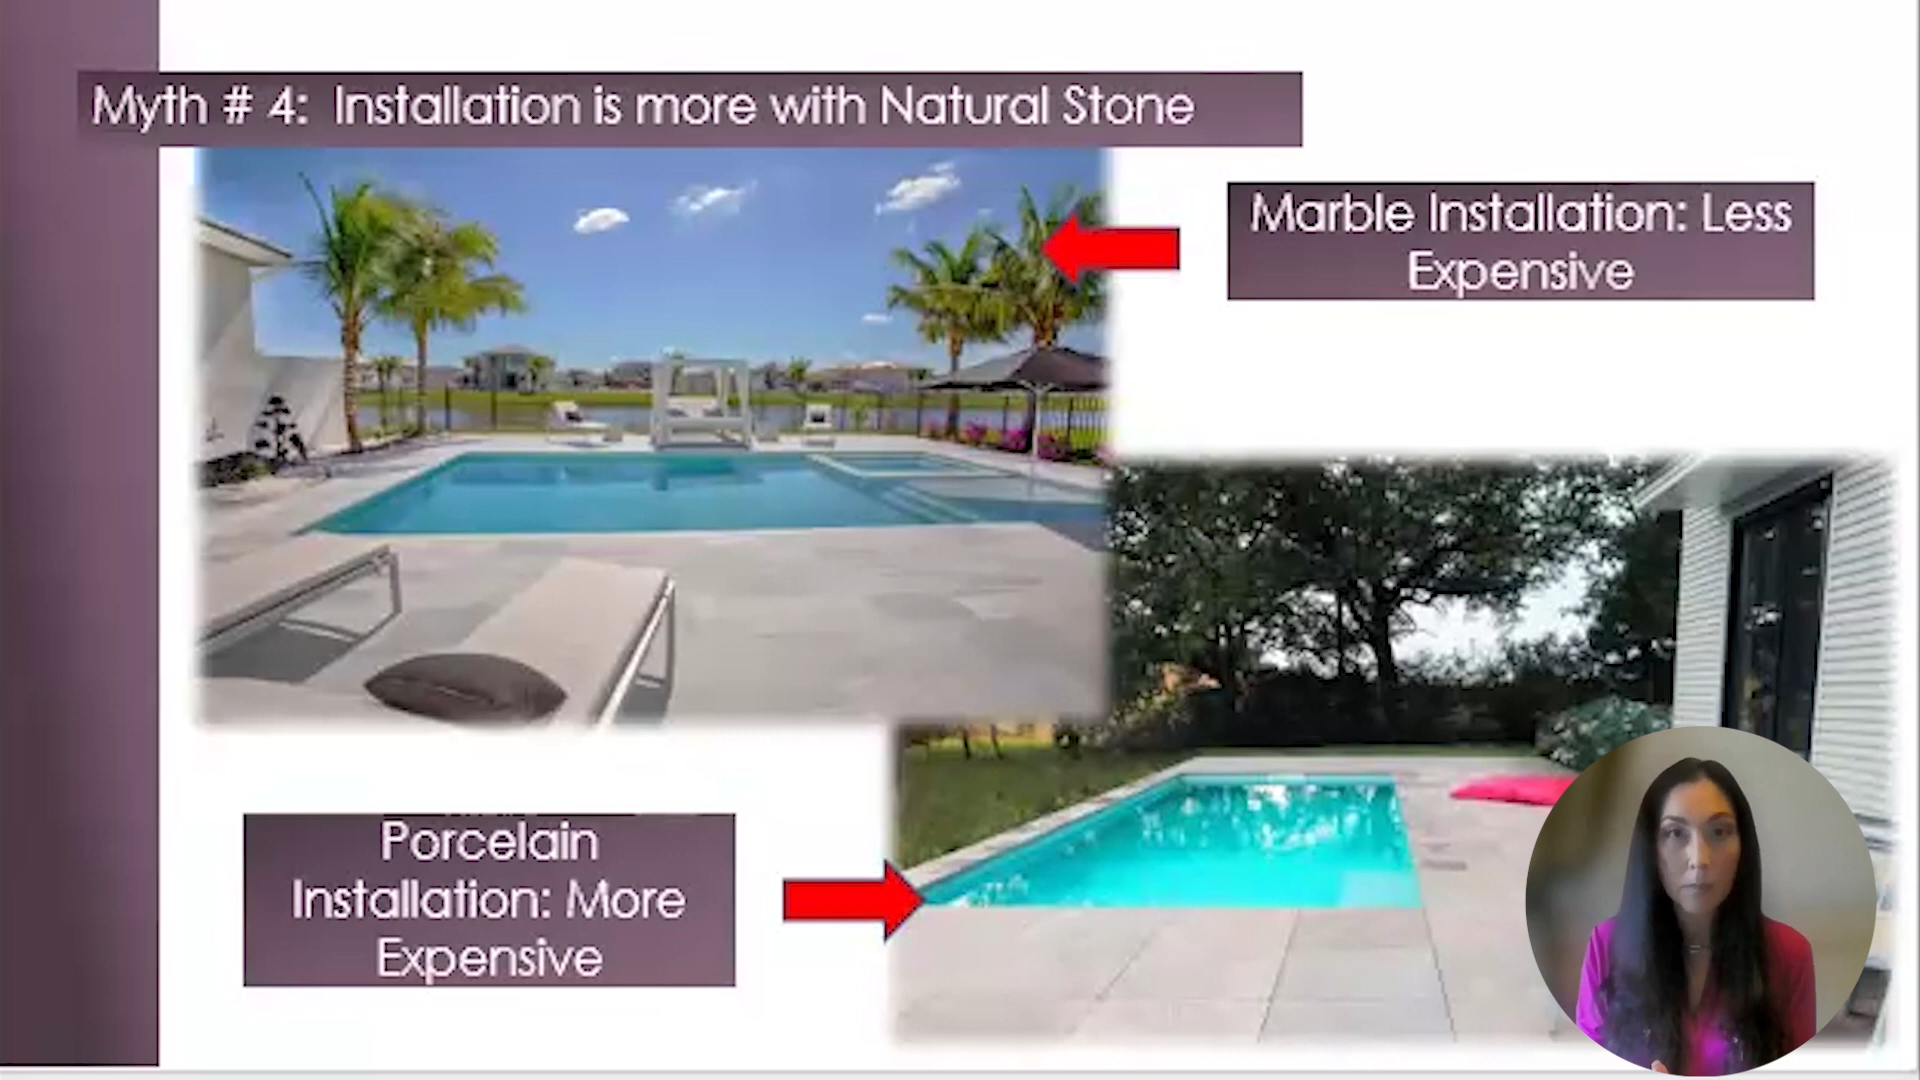 Myth # 4: Installation is more with Natural Stone
Marble Installation: Less
Expensive
Porcelain
Installation: More
Expensive